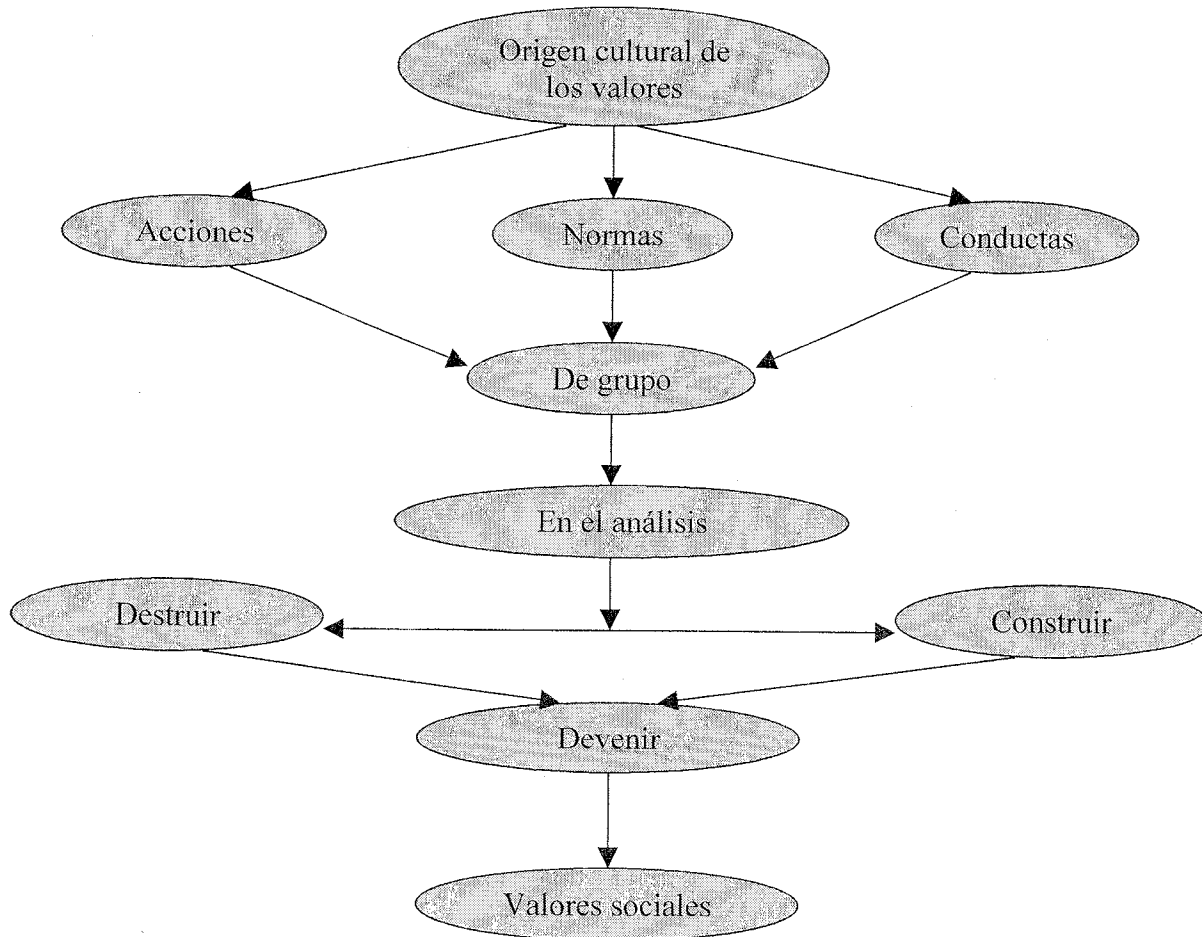 Origen cultural de
los valores
Acciones
Normas
Conductas
De grupo
En el análisis
Destruir
Construir
Devenir
Valores sociales